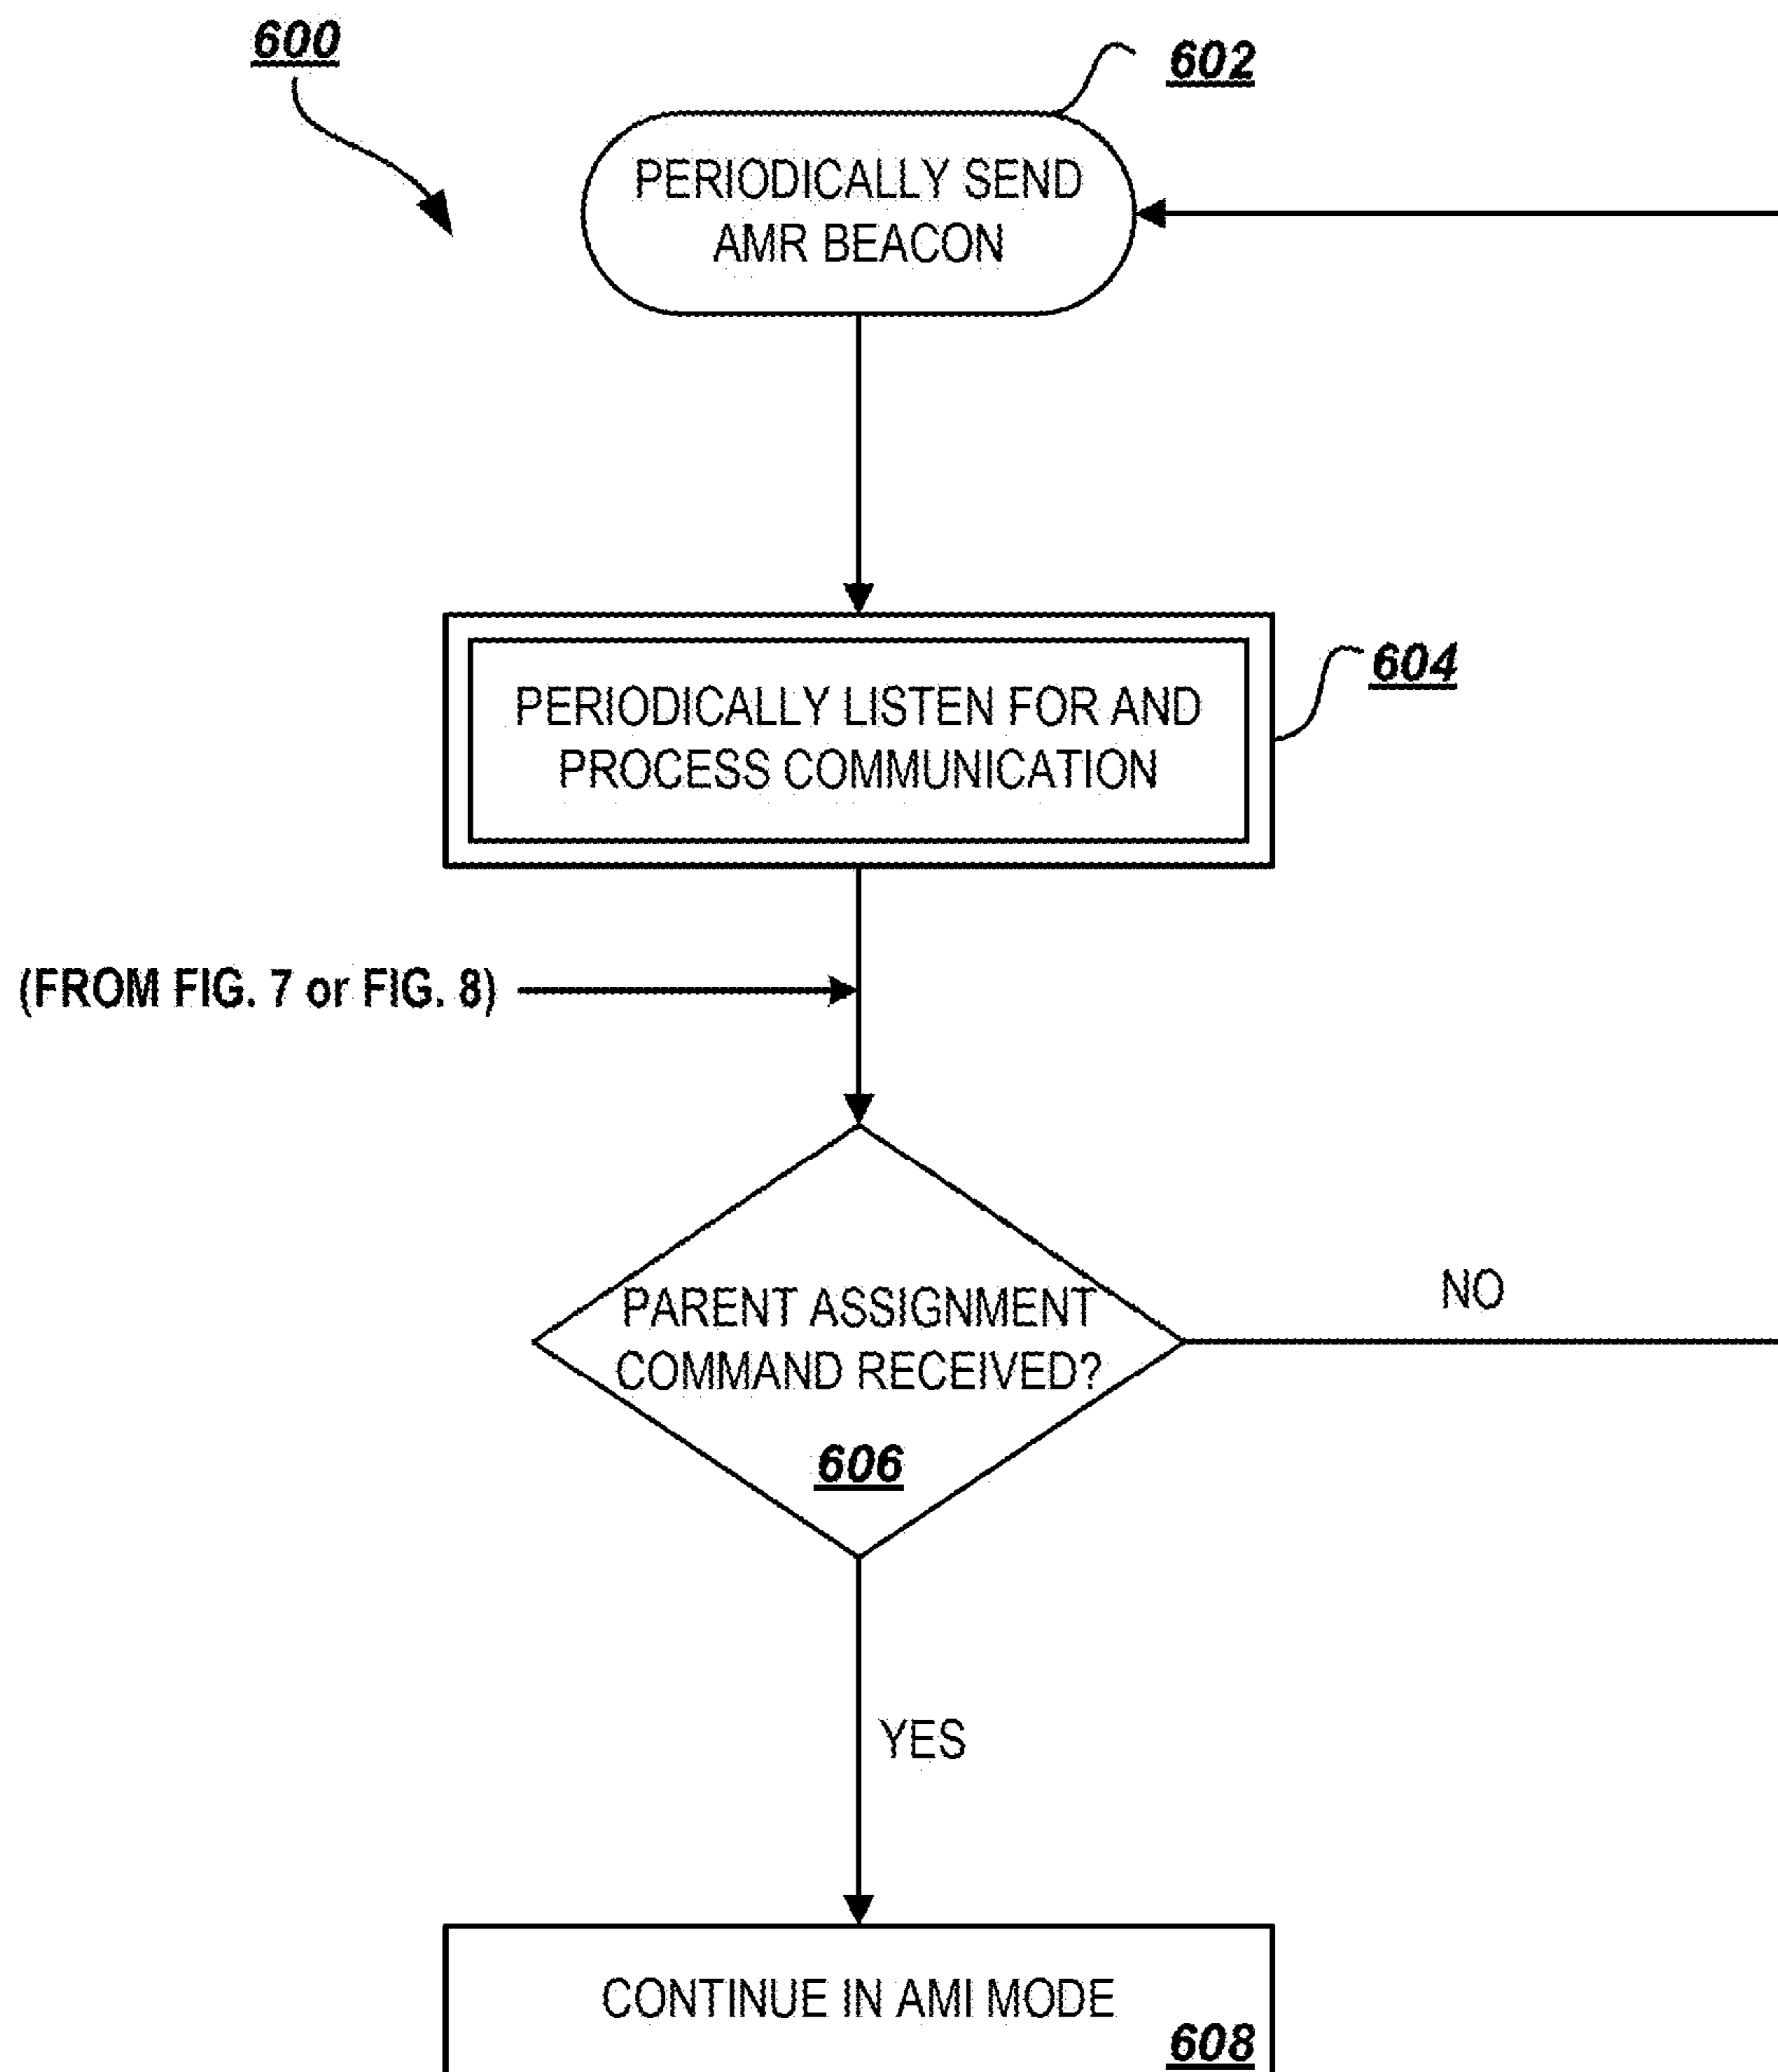 600
602
PERIODICALLY SEND
AMR BEACON
604
PERIODICALLY LISTEN FOR AND
PROCESS COMMUNICATION
(FROM FIG. 7 or FIG. 8)
NO
PARENT ASSIGNMENT
COMMAND RECEIVED?
606
YES
CONTINUE IN AMI MODE
608